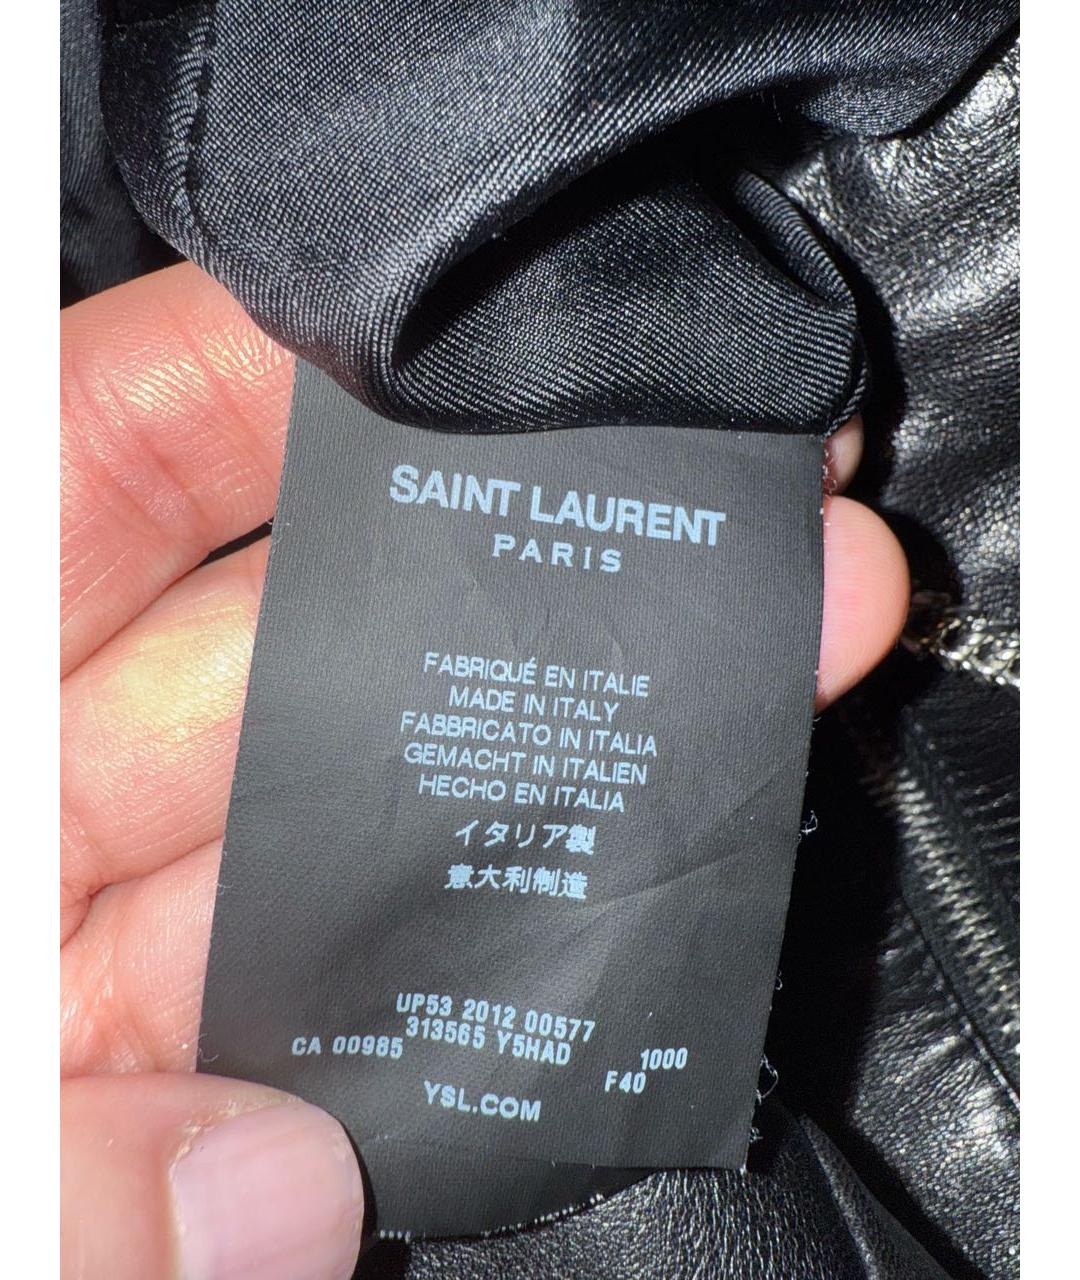 SAINT LAURENT
PARIS
FABRIQUÉ EN ITALIE
MADE IN ITALY
FABBRICATO IN ITALIA
GEMACHT IN ITALIEN
HECHO EN ITALIA
イタリア製
意大利制造
UP53 2012 00577
313565 Y5HAD
CA 00985
1000
F40
YSL.COM